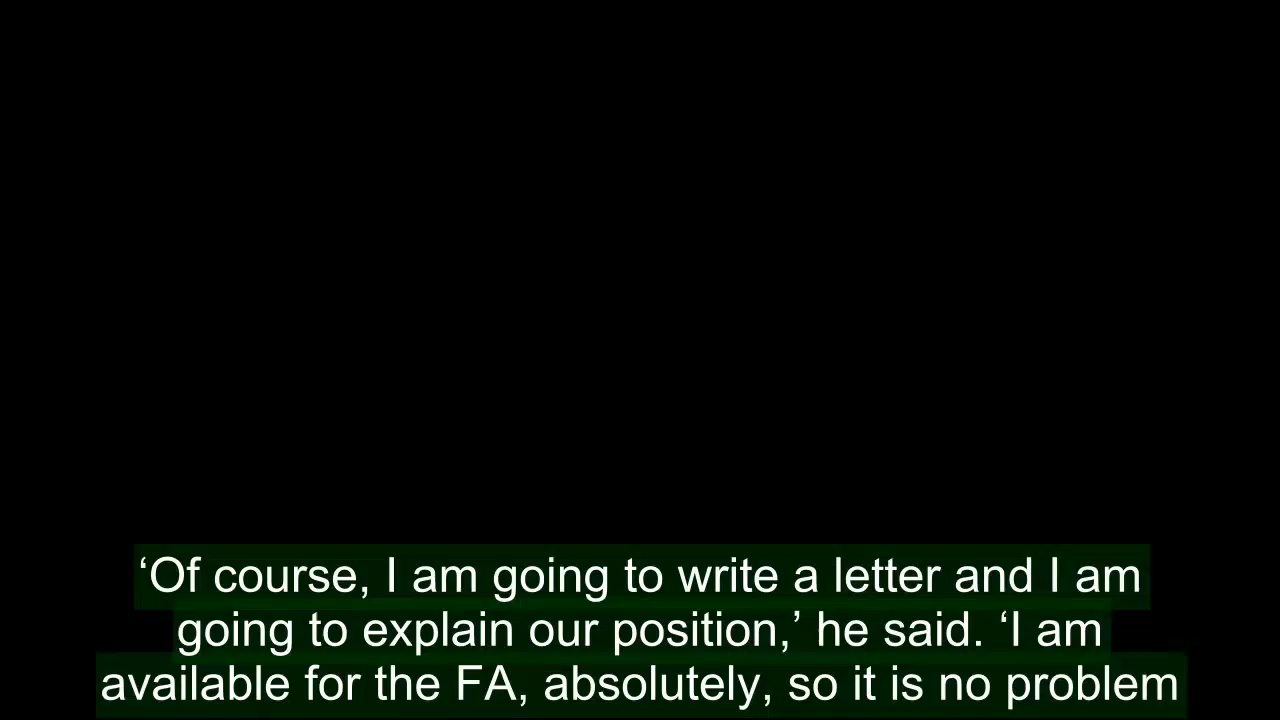 ‘Of course, I am going to write a letter and I am
going to explain our position,’ he said. ‘I am
available for the FA, absolutely, so it is no problem